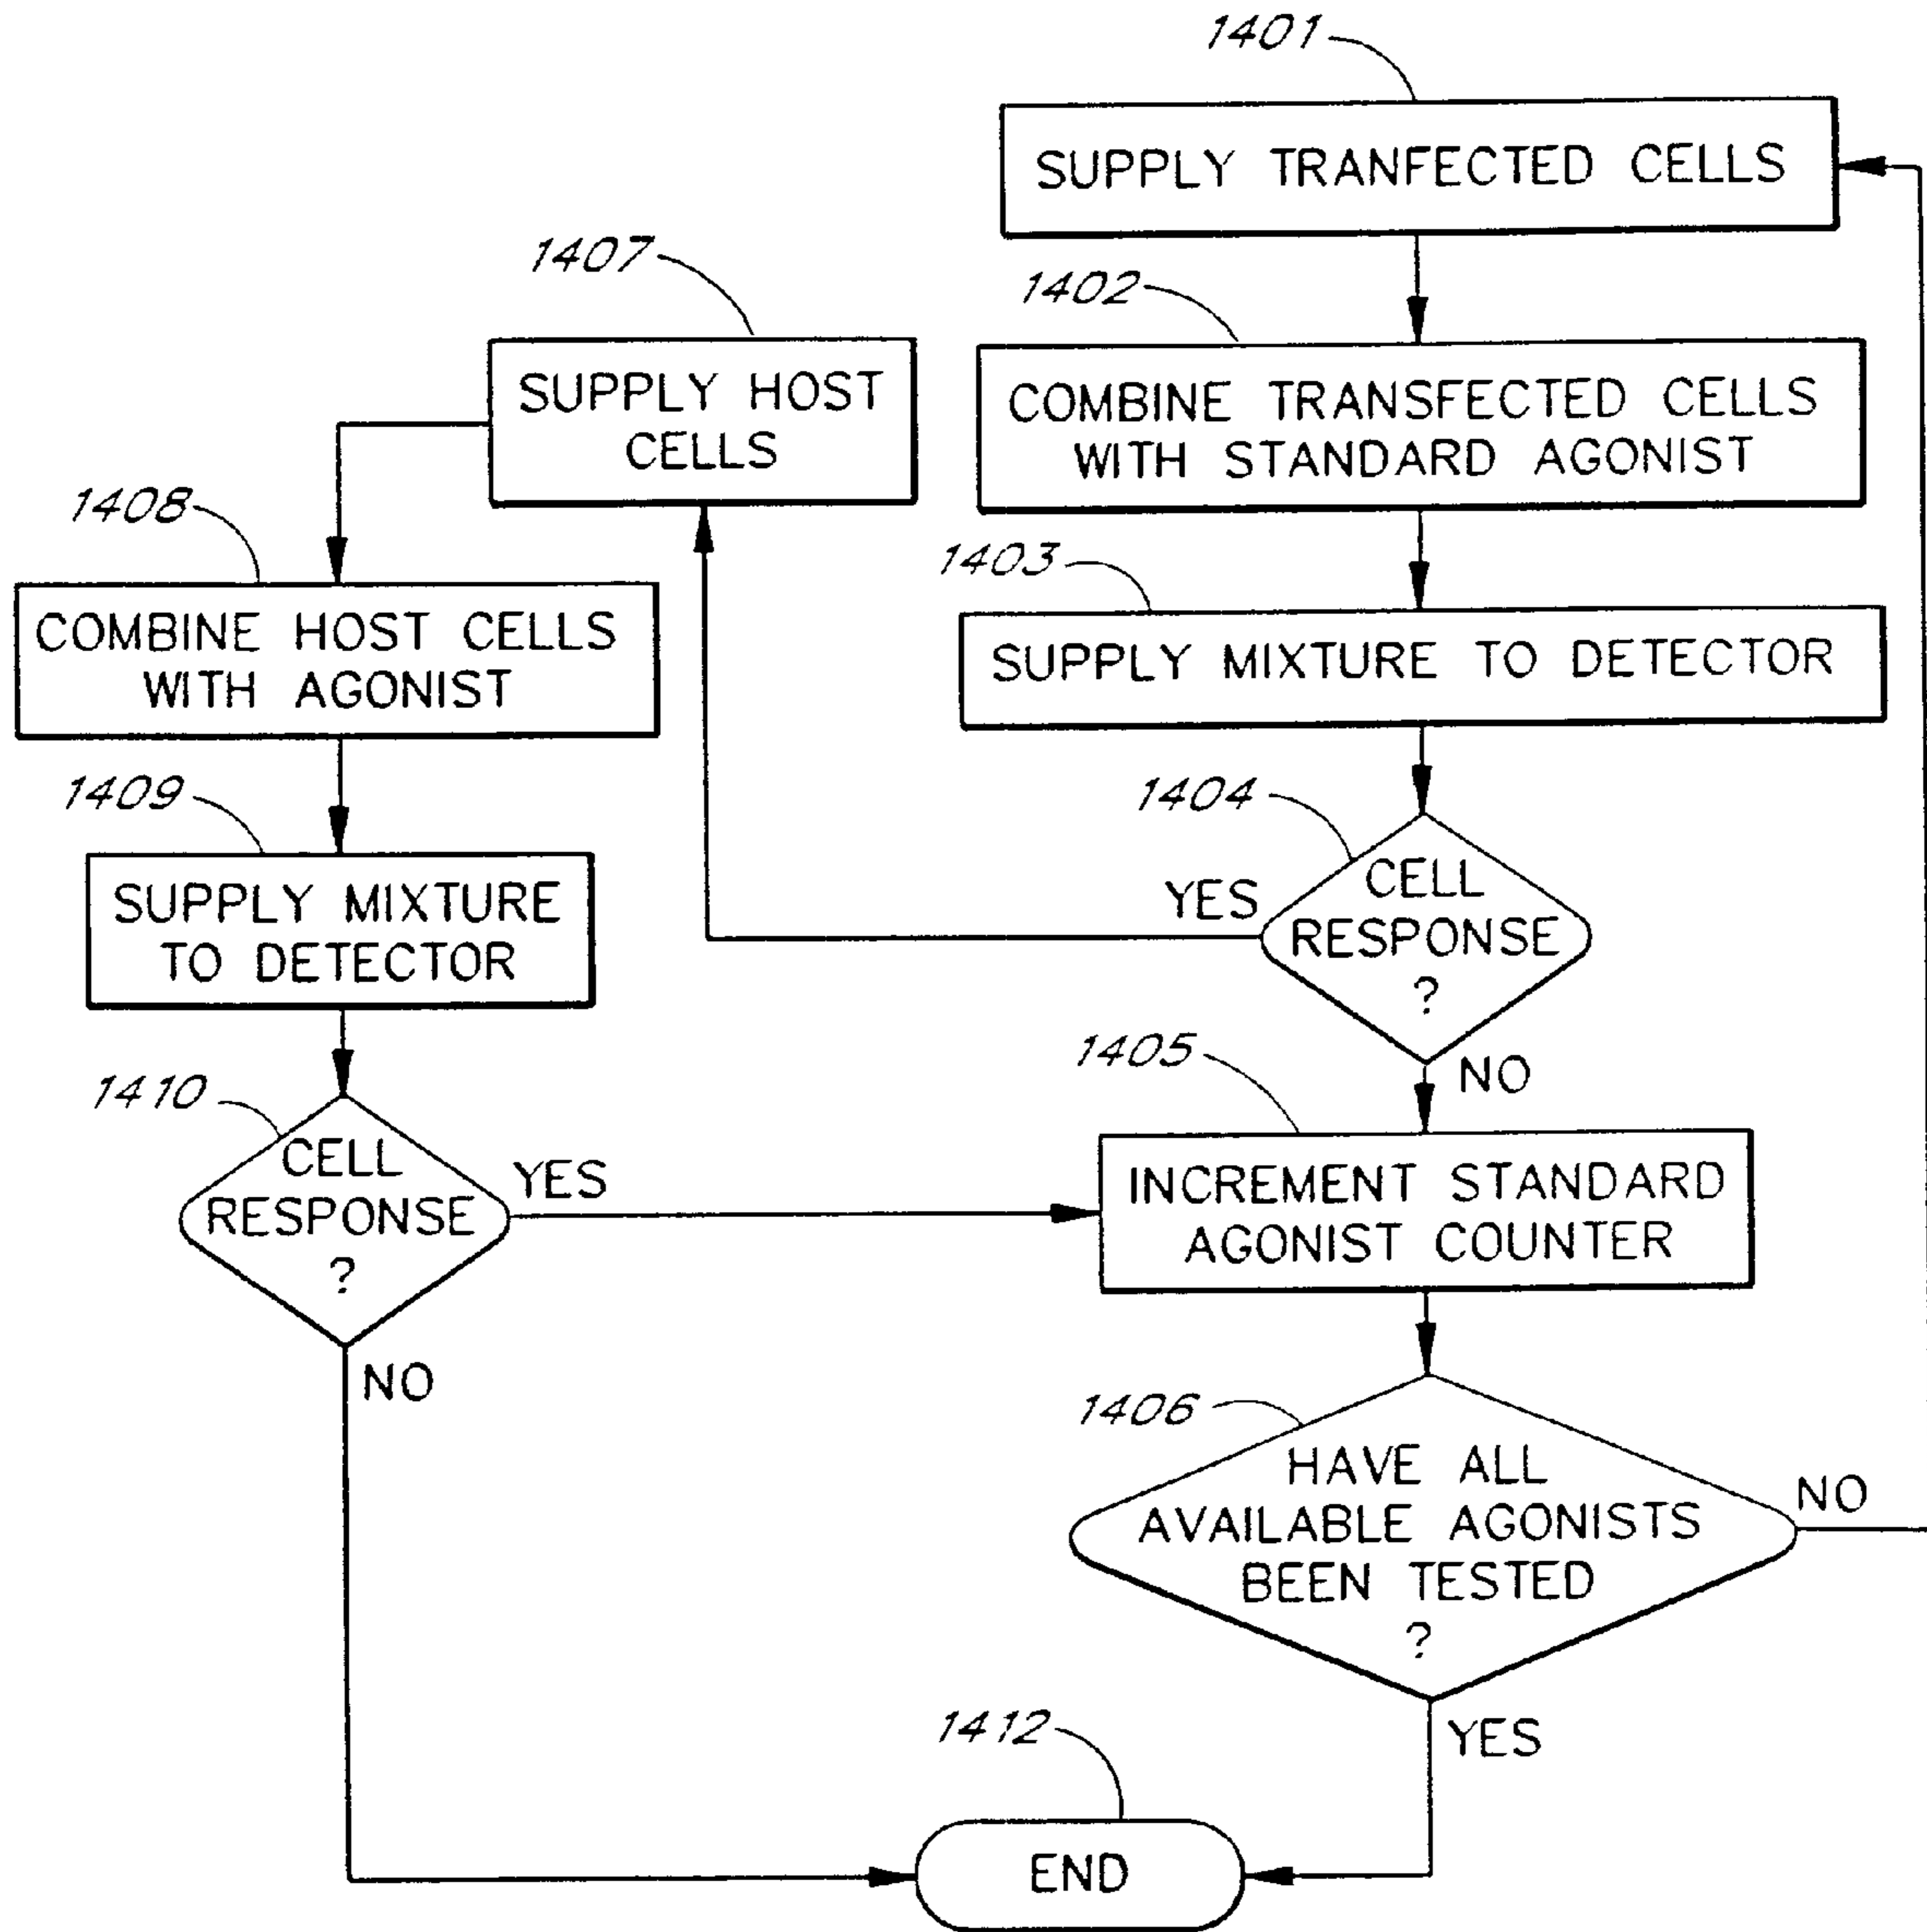 1401
SUPPLY TRANFECTED CELLS
1402
COMBINE TRANSFECTED CELLS
WITH STANDARD AGONIST
1403
SUPPLY MIXTURE TO DETECTOR
1404
CELL
RESPONSE
?
YES
NO
1405
INCREMENT STANDARD
AGONIST COUNTER
1406
HAVE ALL
AVAILABLE AGONISTS
BEEN TESTED
?
NO
YES
1407
SUPPLY HOST
CELLS
1408
COMBINE HOST CELLS
WITH AGONIST
1409
SUPPLY MIXTURE
TO DETECTOR
1410
CELL
RESPONSE
?
YES
NO
1412
END